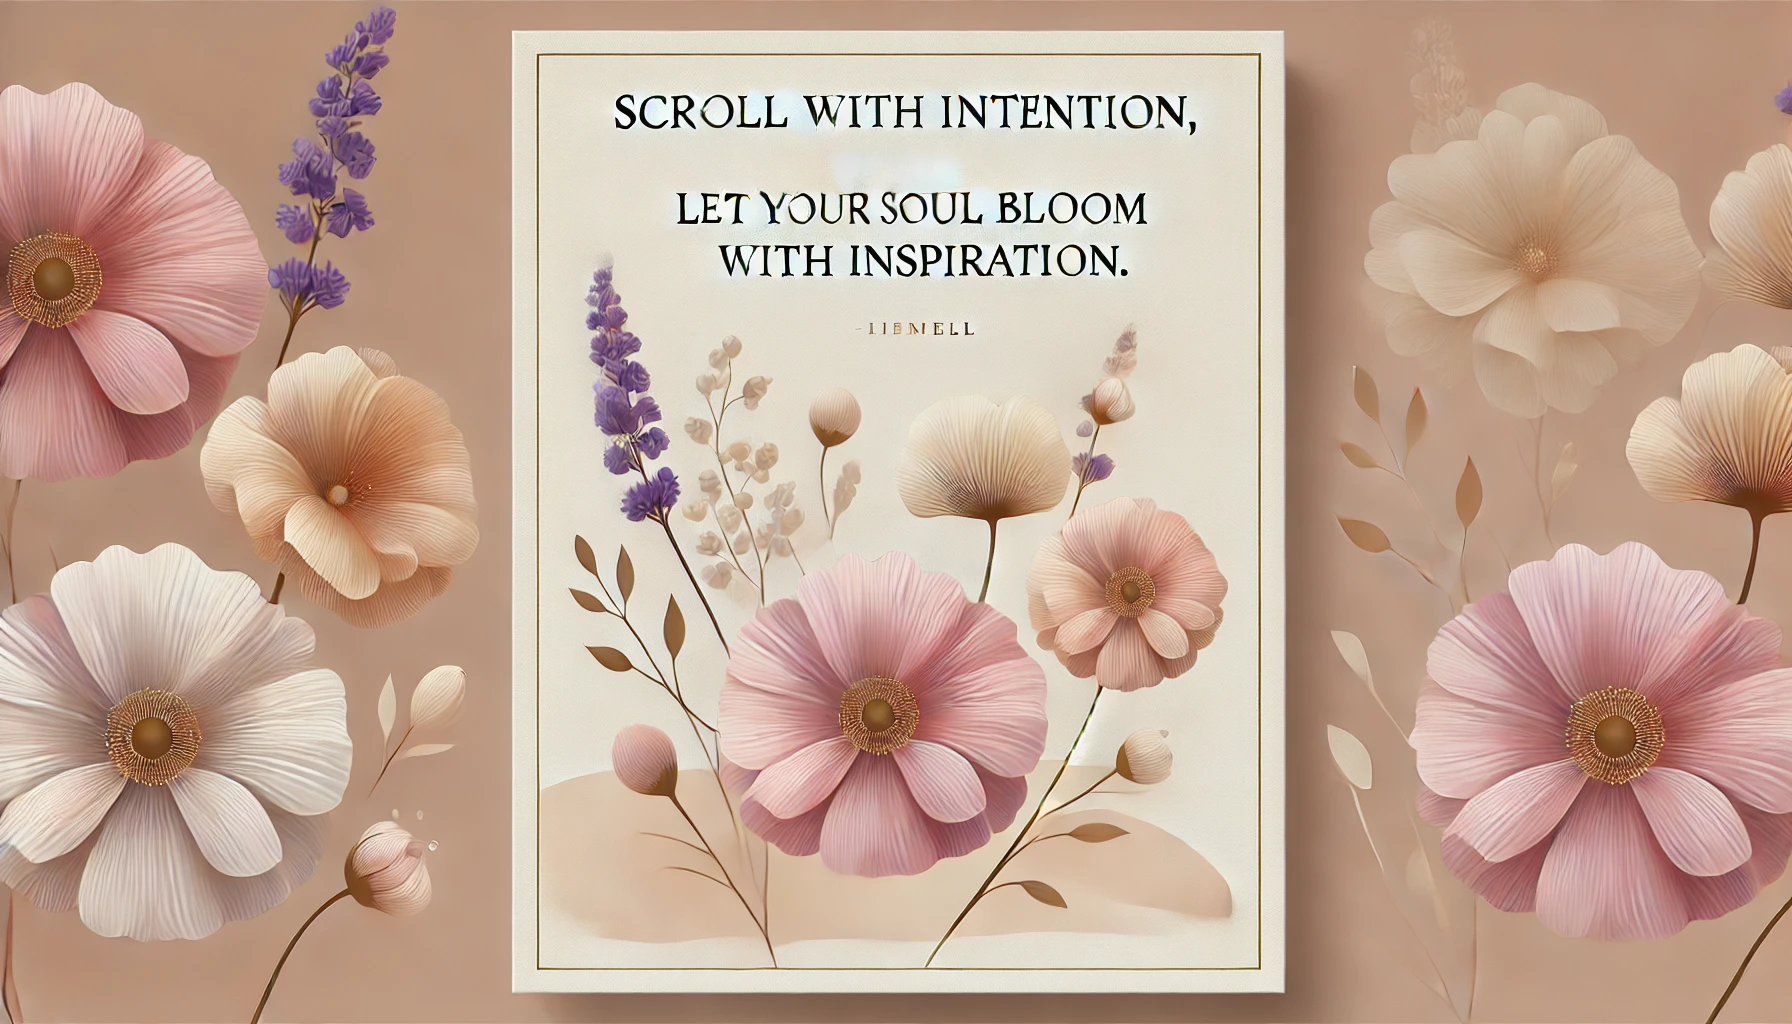 SCROLL WITH INTENTION,
LET YOUR SOUL BLOOM
WITH INSPIRATION.